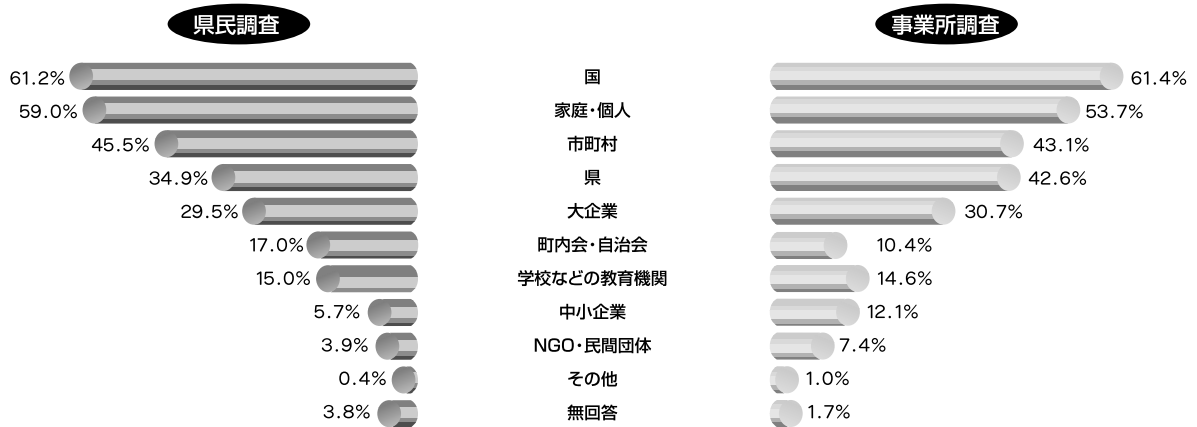 県民調査 事業所調査
61.2% 国 61.4%
59.0% 家庭・個人 53.7%
45.5% 市町村 43.1%
34.9% 県 42.6%
29.5% 大企業 30.7%
17.0% 町内会・自治会 10.4%
15.0% 学校などの教育機関 14.6%
5.7% 中小企業 12.1%
3.9% NGO・民間団体 7.4%
0.4% その他 1.0%
3.8% 無回答 1.7%